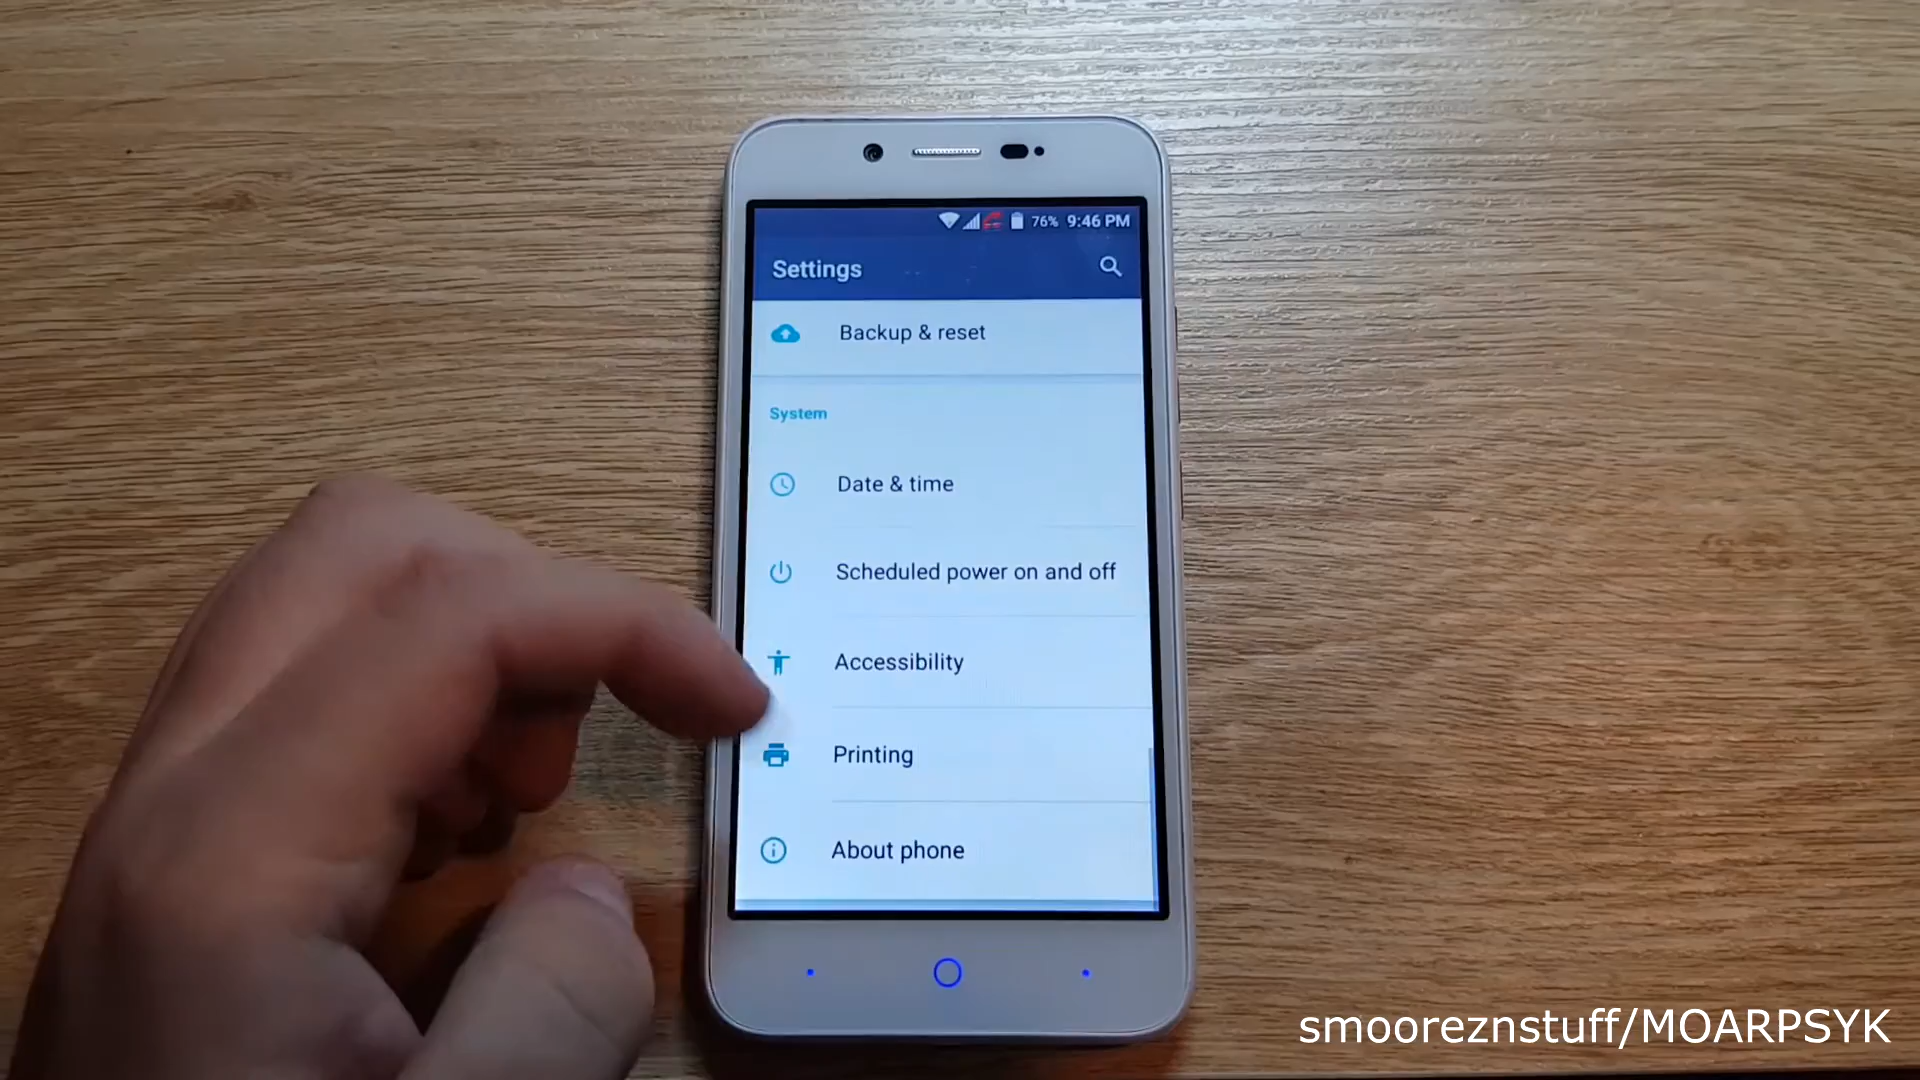 76% 9:46 PM
Settings
Backup & reset
System
Date & time
Scheduled power on and off
Accessibility
Printing
About phone
smooreznstuff/MOARPSYK